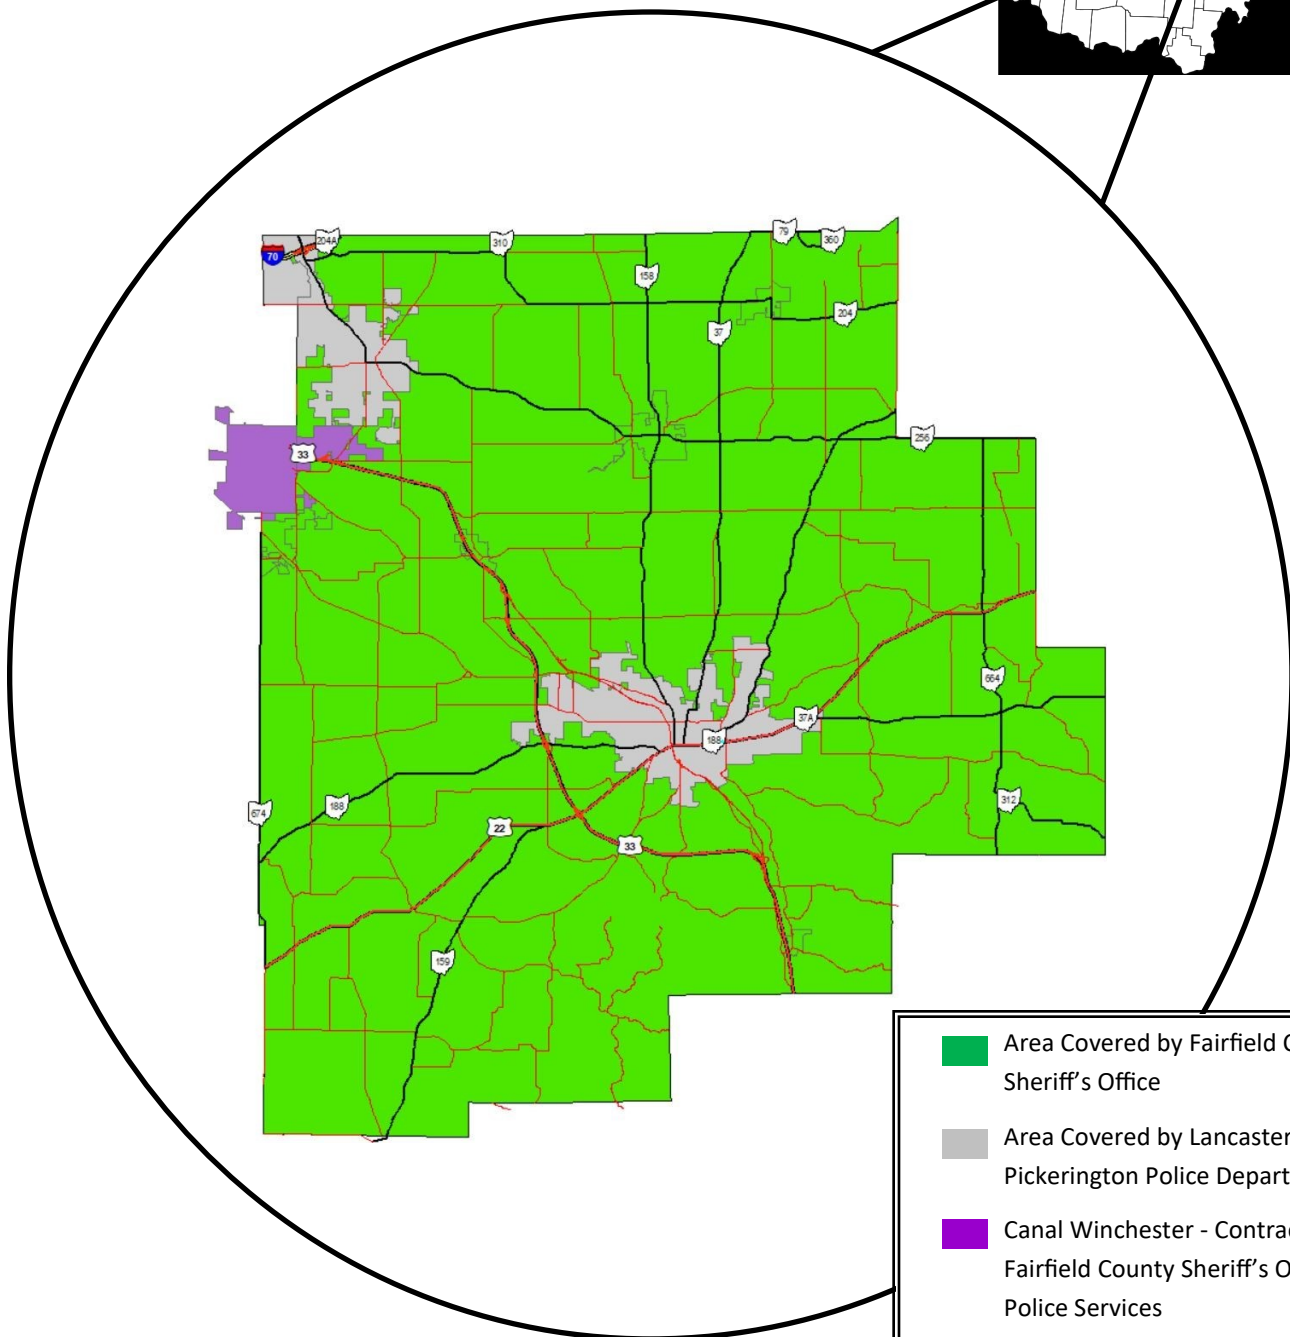 79
204A
360
310
70
158
204
37
256
33
664
37A
188
312
188
674
22
33
159
Area Covered by Fairfield C
Sheriff’s Office
Area Covered by Lancaster
Pickerington Police Depart
Canal Winchester - Contra
Fairfield County Sheriff’s O
Police Services